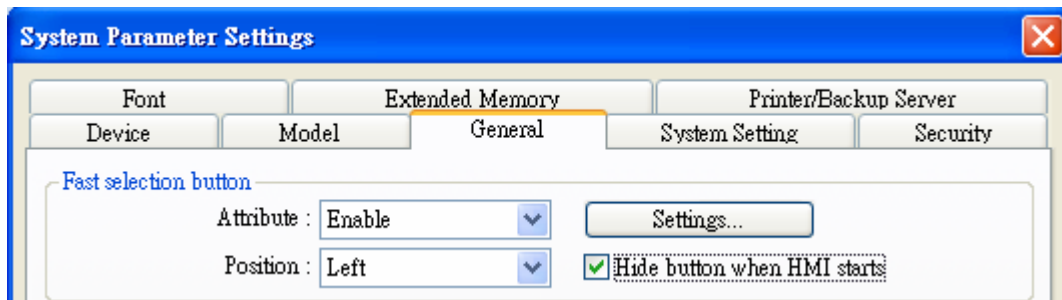 System Parameter Settings
Font Extended Memory Printer/Backup Server
Device Model General System Setting Security
Fast selection button
Attribute : Enable Settings...
Position : Left Hide button when HMI starts